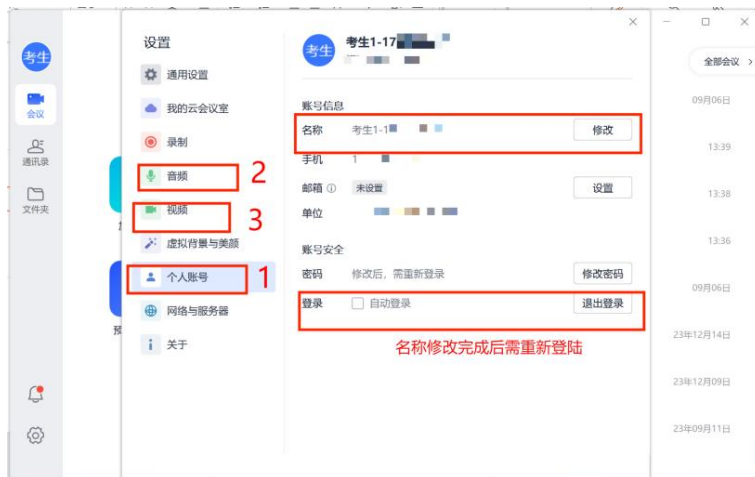 考生
会议
通讯录
文件夹
设置
通用设置
我的云会议室
录制
音频
2
视频
3
虚拟背景与美颜
个人账号
1
网络与服务器
关于
考生
考生1-17
账号信息
名称
考生1-1
修改
手机
1
邮箱
未设置
设置
单位
账号安全
密码
修改后，需重新登录
修改密码
登录
自动登录
退出登录
名称修改完成后需重新登陆
全部会议
09月06日
13:39
13:38
13:36
09月06日
23年12月14日
23年12月09日
23年09月11日